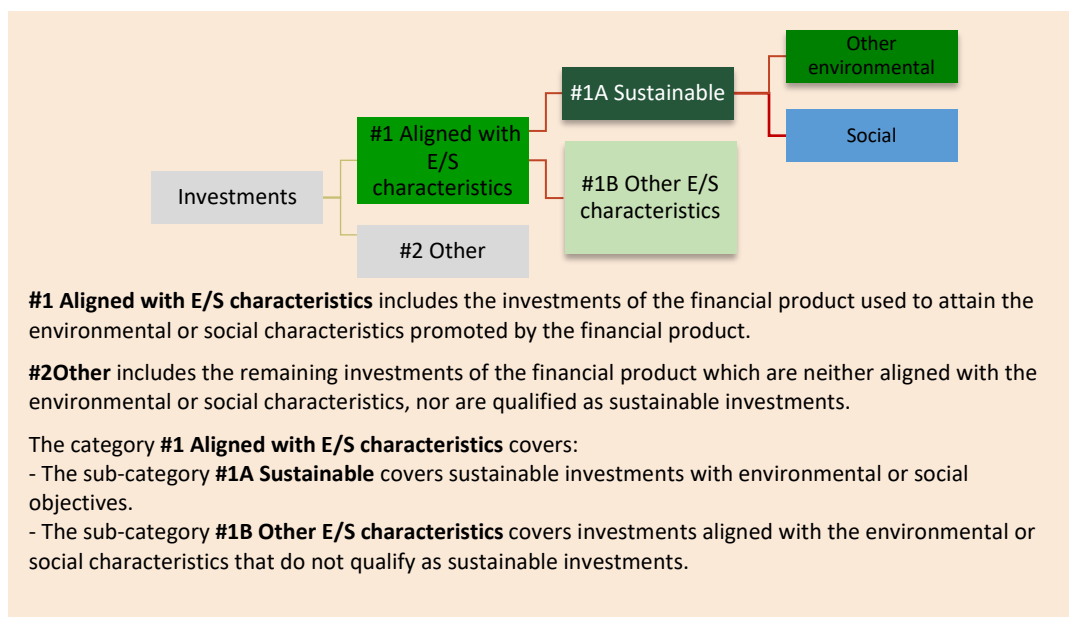 Other
environmental
#1A Sustainable
#1 Aligned with
E/S
characteristics
Social
#1B Other E/S
characteristics
Investments
#2 Other
#1 Aligned with E/S characteristics includes the investments of the financial product used to attain the
environmental or social characteristics promoted by the financial product.
#2Other includes the remaining investments of the financial product which are neither aligned with the
environmental or social characteristics, nor are qualified as sustainable investments.
The category #1 Aligned with E/S characteristics covers:
- The sub-category #1A Sustainable covers sustainable investments with environmental or social
objectives.
- The sub-category #1B Other E/S characteristics covers investments aligned with the environmental or
social characteristics that do not qualify as sustainable investments.